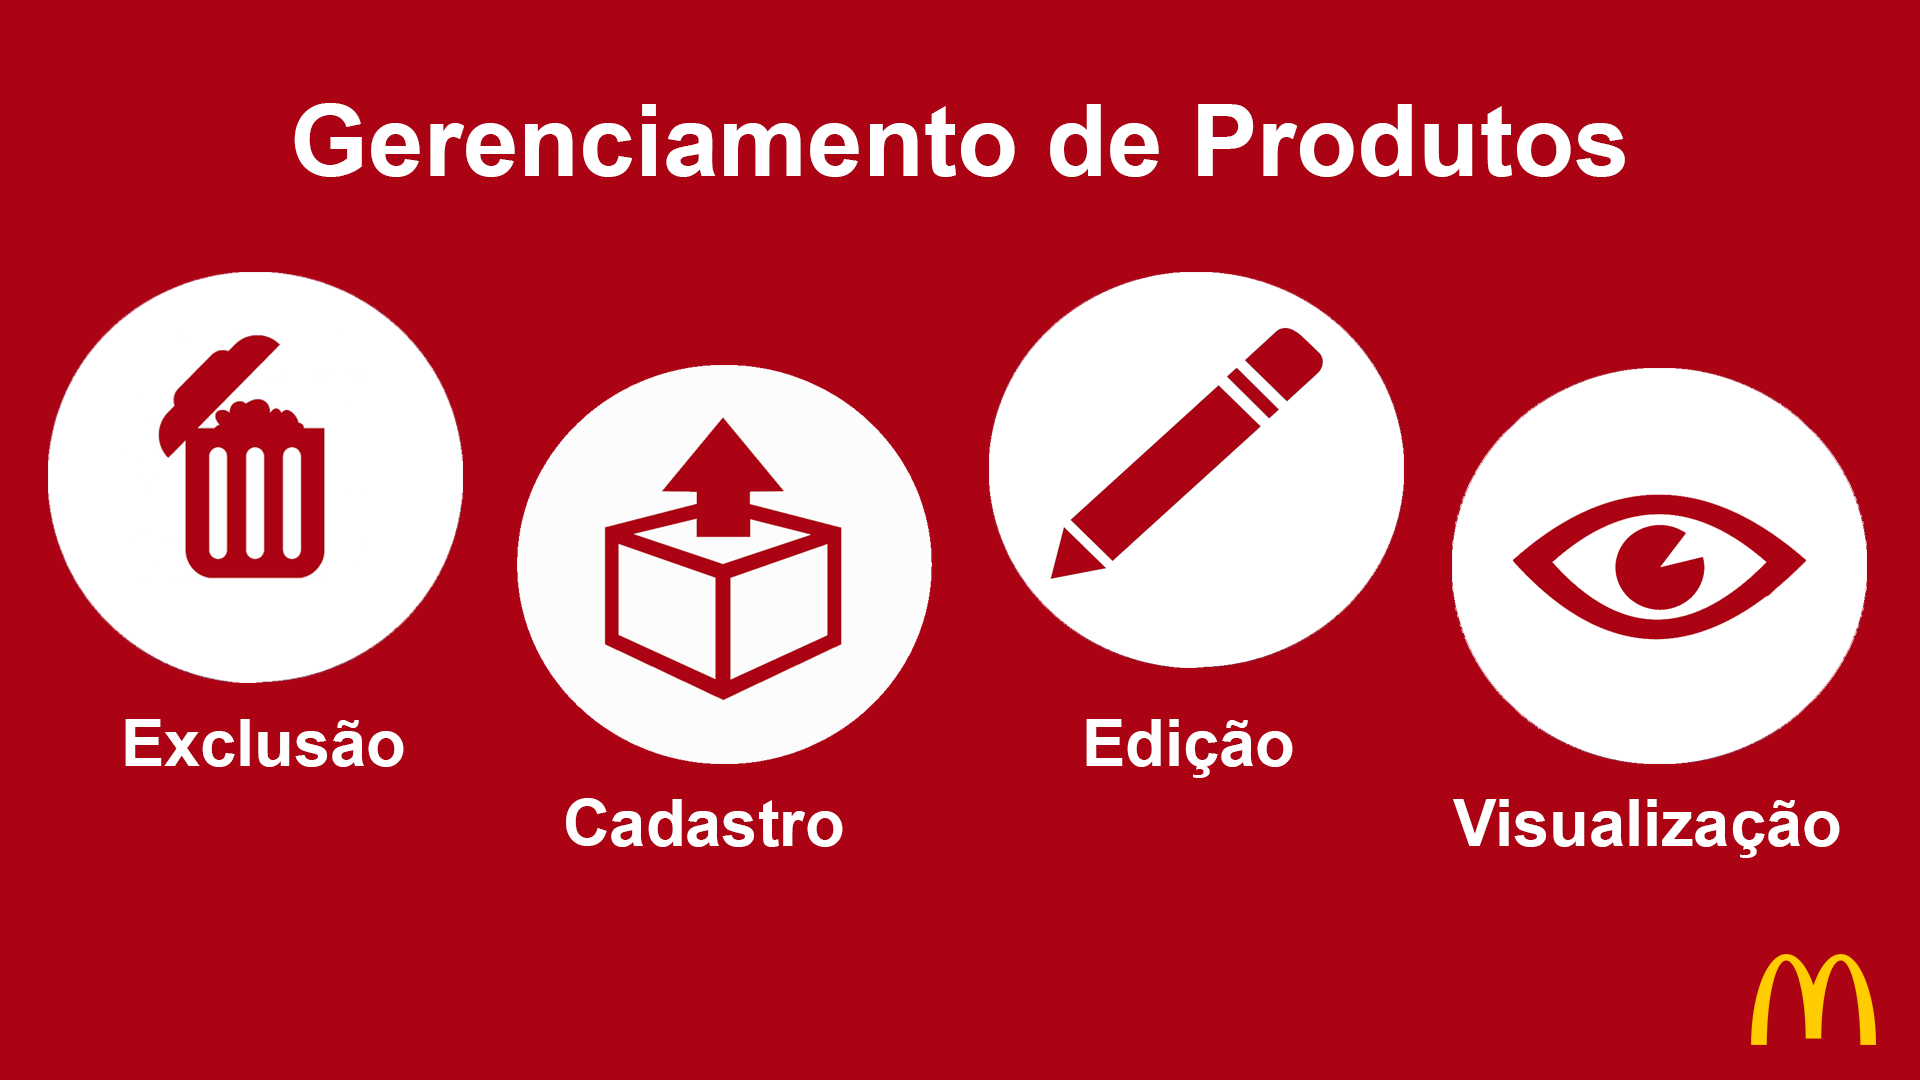 Gerenciamento de Produtos
Exclusão
Cadastro
Edição
Visualização